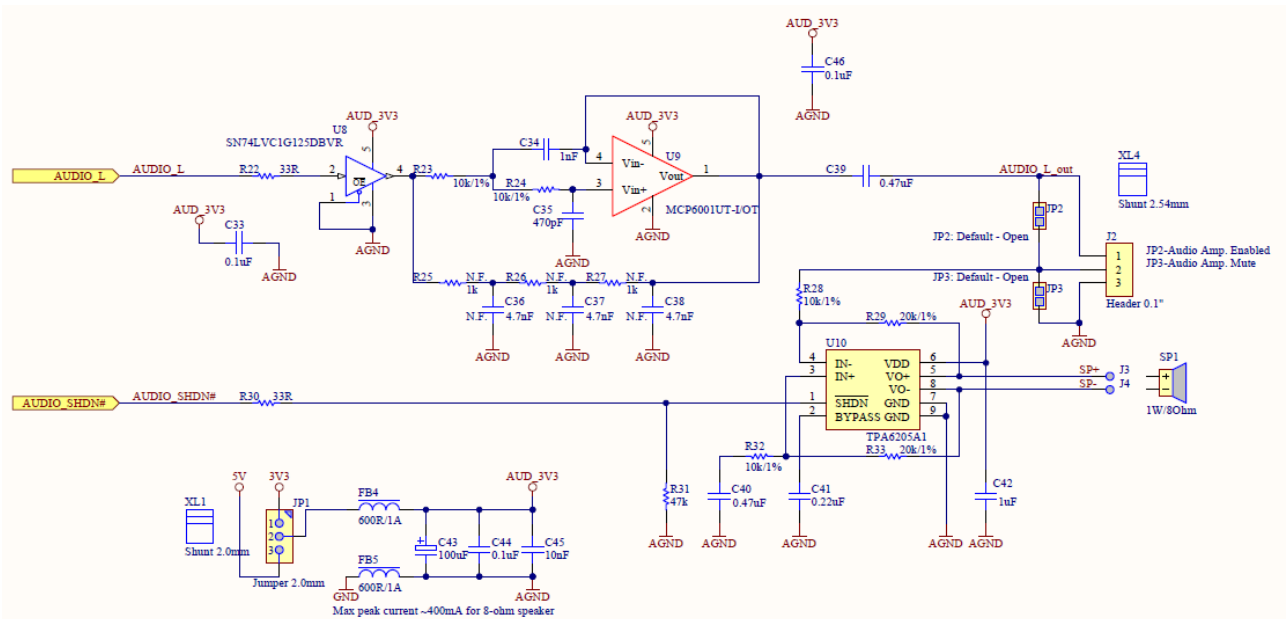 AUD_3V3
C46
0.1uF
AGND
U8
SN74LVC1G125DBVR
AUD_3V3
5
AUDIO_L
AUDIO_L
R22
33R
2
OE
4
1
3
AGND
AUD_3V3
C33
0.1uF
AGND
R23
10k/1%
C34
1nF
R24
10k/1%
C35
470pF
AGND
AUD_3V3
5
U9
4
Vin-
Vout
1
3
Vin+
2
MCP6001UT-I/OT
AGND
R25
N.F.
1k
R26
N.F.
1k
R27
N.F.
1k
C36
N.F.
4.7nF
C37
N.F.
4.7nF
C38
N.F.
4.7nF
AGND
AGND
AGND
C39
0.47uF
AUDIO_L_out
XL4
Shunt 2.54mm
JP2
JP2: Default - Open
J2
1
2
3
Header 0.1"
JP2-Audio Amp. Enabled
JP3-Audio Amp. Mute
JP3: Default - Open
JP3
AGND
R28
10k/1%
R29
20k/1%
AUD_3V3
U10
4
IN-
VDD
6
3
IN+
VO+
5
VO-
8
1
SHDN
GND
7
2
BYPASS
GND
9
TPA6205A1
SP+
J3
SP-
J4
SP1
1W/8Ohm
AUDIO_SHDN#
AUDIO_SHDN#
R30
33R
R31
47k
AGND
R32
10k/1%
R33
20k/1%
C40
0.47uF
AGND
C41
0.22uF
AGND
AGND
C42
1uF
AGND
XL1
Shunt 2.0mm
5V
3V3
JP1
1
2
3
Jumper 2.0mm
FB4
600R/1A
FB5
600R/1A
GND
AUD_3V3
C43
100uF
C44
0.1uF
C45
10nF
AGND
Max peak current ~400mA for 8-ohm speaker